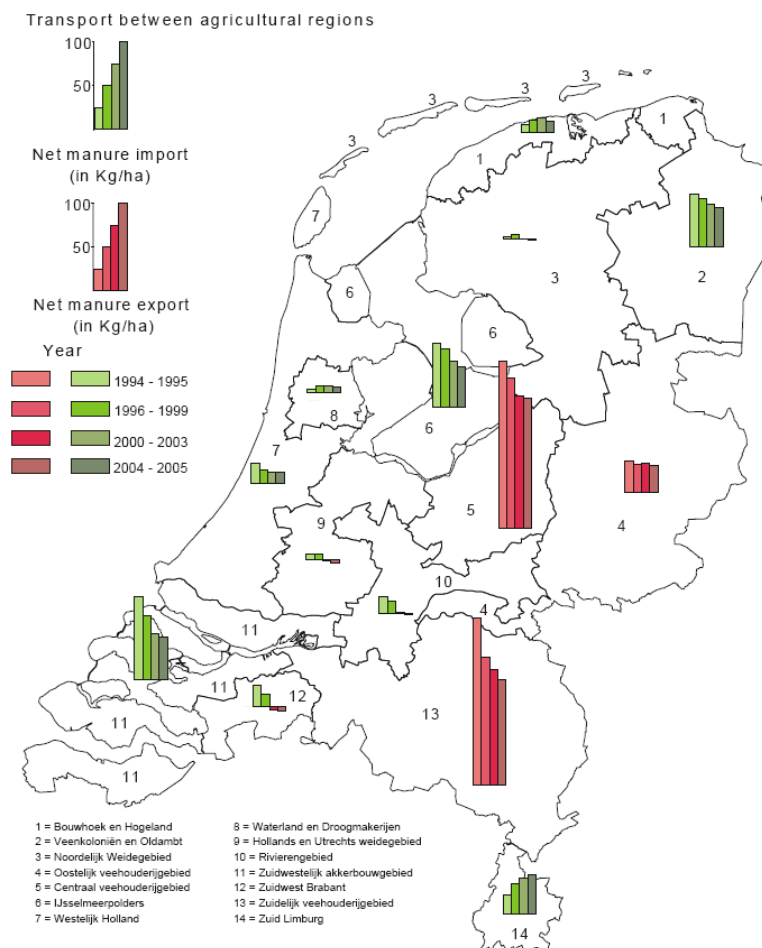 Transport between agricultural regions
100
50
Net manure import
(in Kg/ha)
100
50
Net manure export
(in Kg/ha)
Year
1994 - 1995
1996 - 1999
2000 - 2003
2004 - 2005
3
3
3
3
1
1
7
2
3
6
6
8
6
7
5
4
9
10
4
11
11
12
11
13
11
14
1 = Bouwhoek en Hogeland
2 = Veenkoloniën en Oldambt
3 = Noordelijk Weidegebied
4 = Oostelijk veehouderijgebied
5 = Centraal veehouderijgebied
6 = IJsselmeerpolders
7 = Westelijk Holland
8 = Waterland en Droogmakerijen
9 = Hollands en Utrechts weidegebied
10 = Rivierengebied
11 = Zuidwestelijk akkerbouwgebied
12 = Zuidwest Brabant
13 = Zuidelijk veehouderijgebied
14 = Zuid Limburg